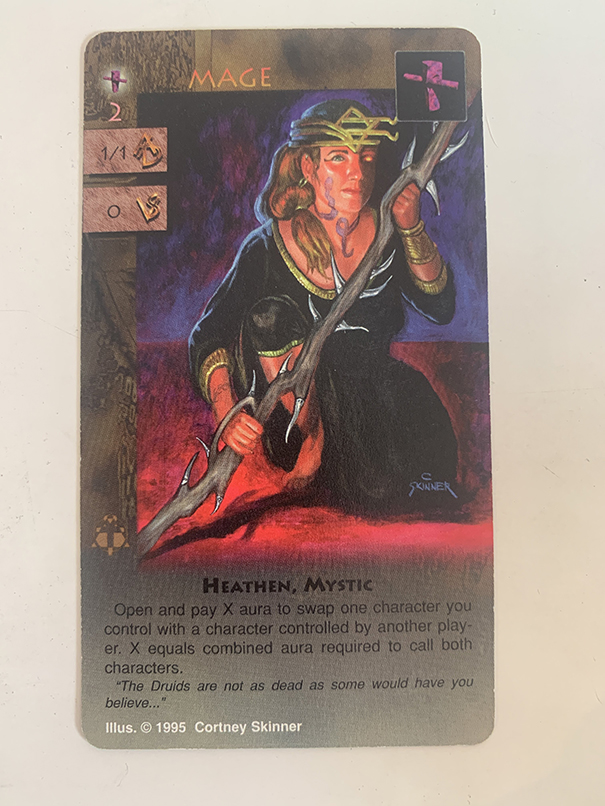 MAGE
2
1/1
0
C
SKINNER
HEATHEN, MYSTIC
Open and pay X aura to swap one character you
control with a character controlled by another play-
er. X equals combined aura required to call both
characters.
"The Druids are not as dead as some would have you
believe..."
Illus. © 1995 Cortney Skinner